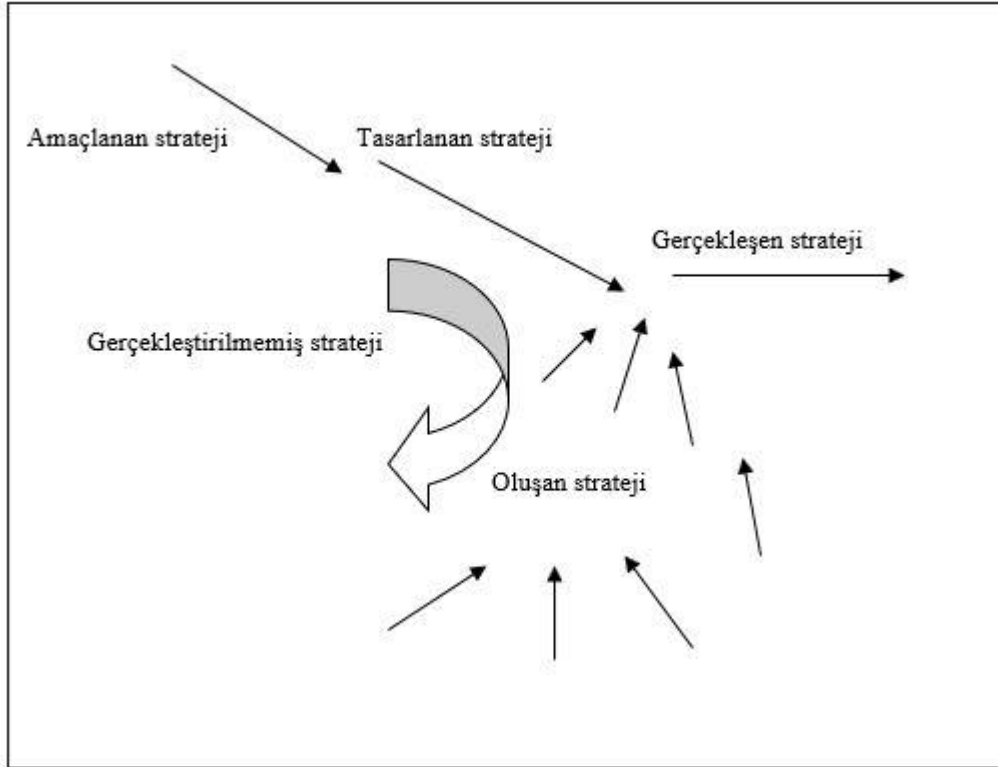 Amaçlanan strateji
Tasarlanan strateji
Gerçekleşen strateji
Gerçekleştirilmemiş strateji
Oluşan strateji